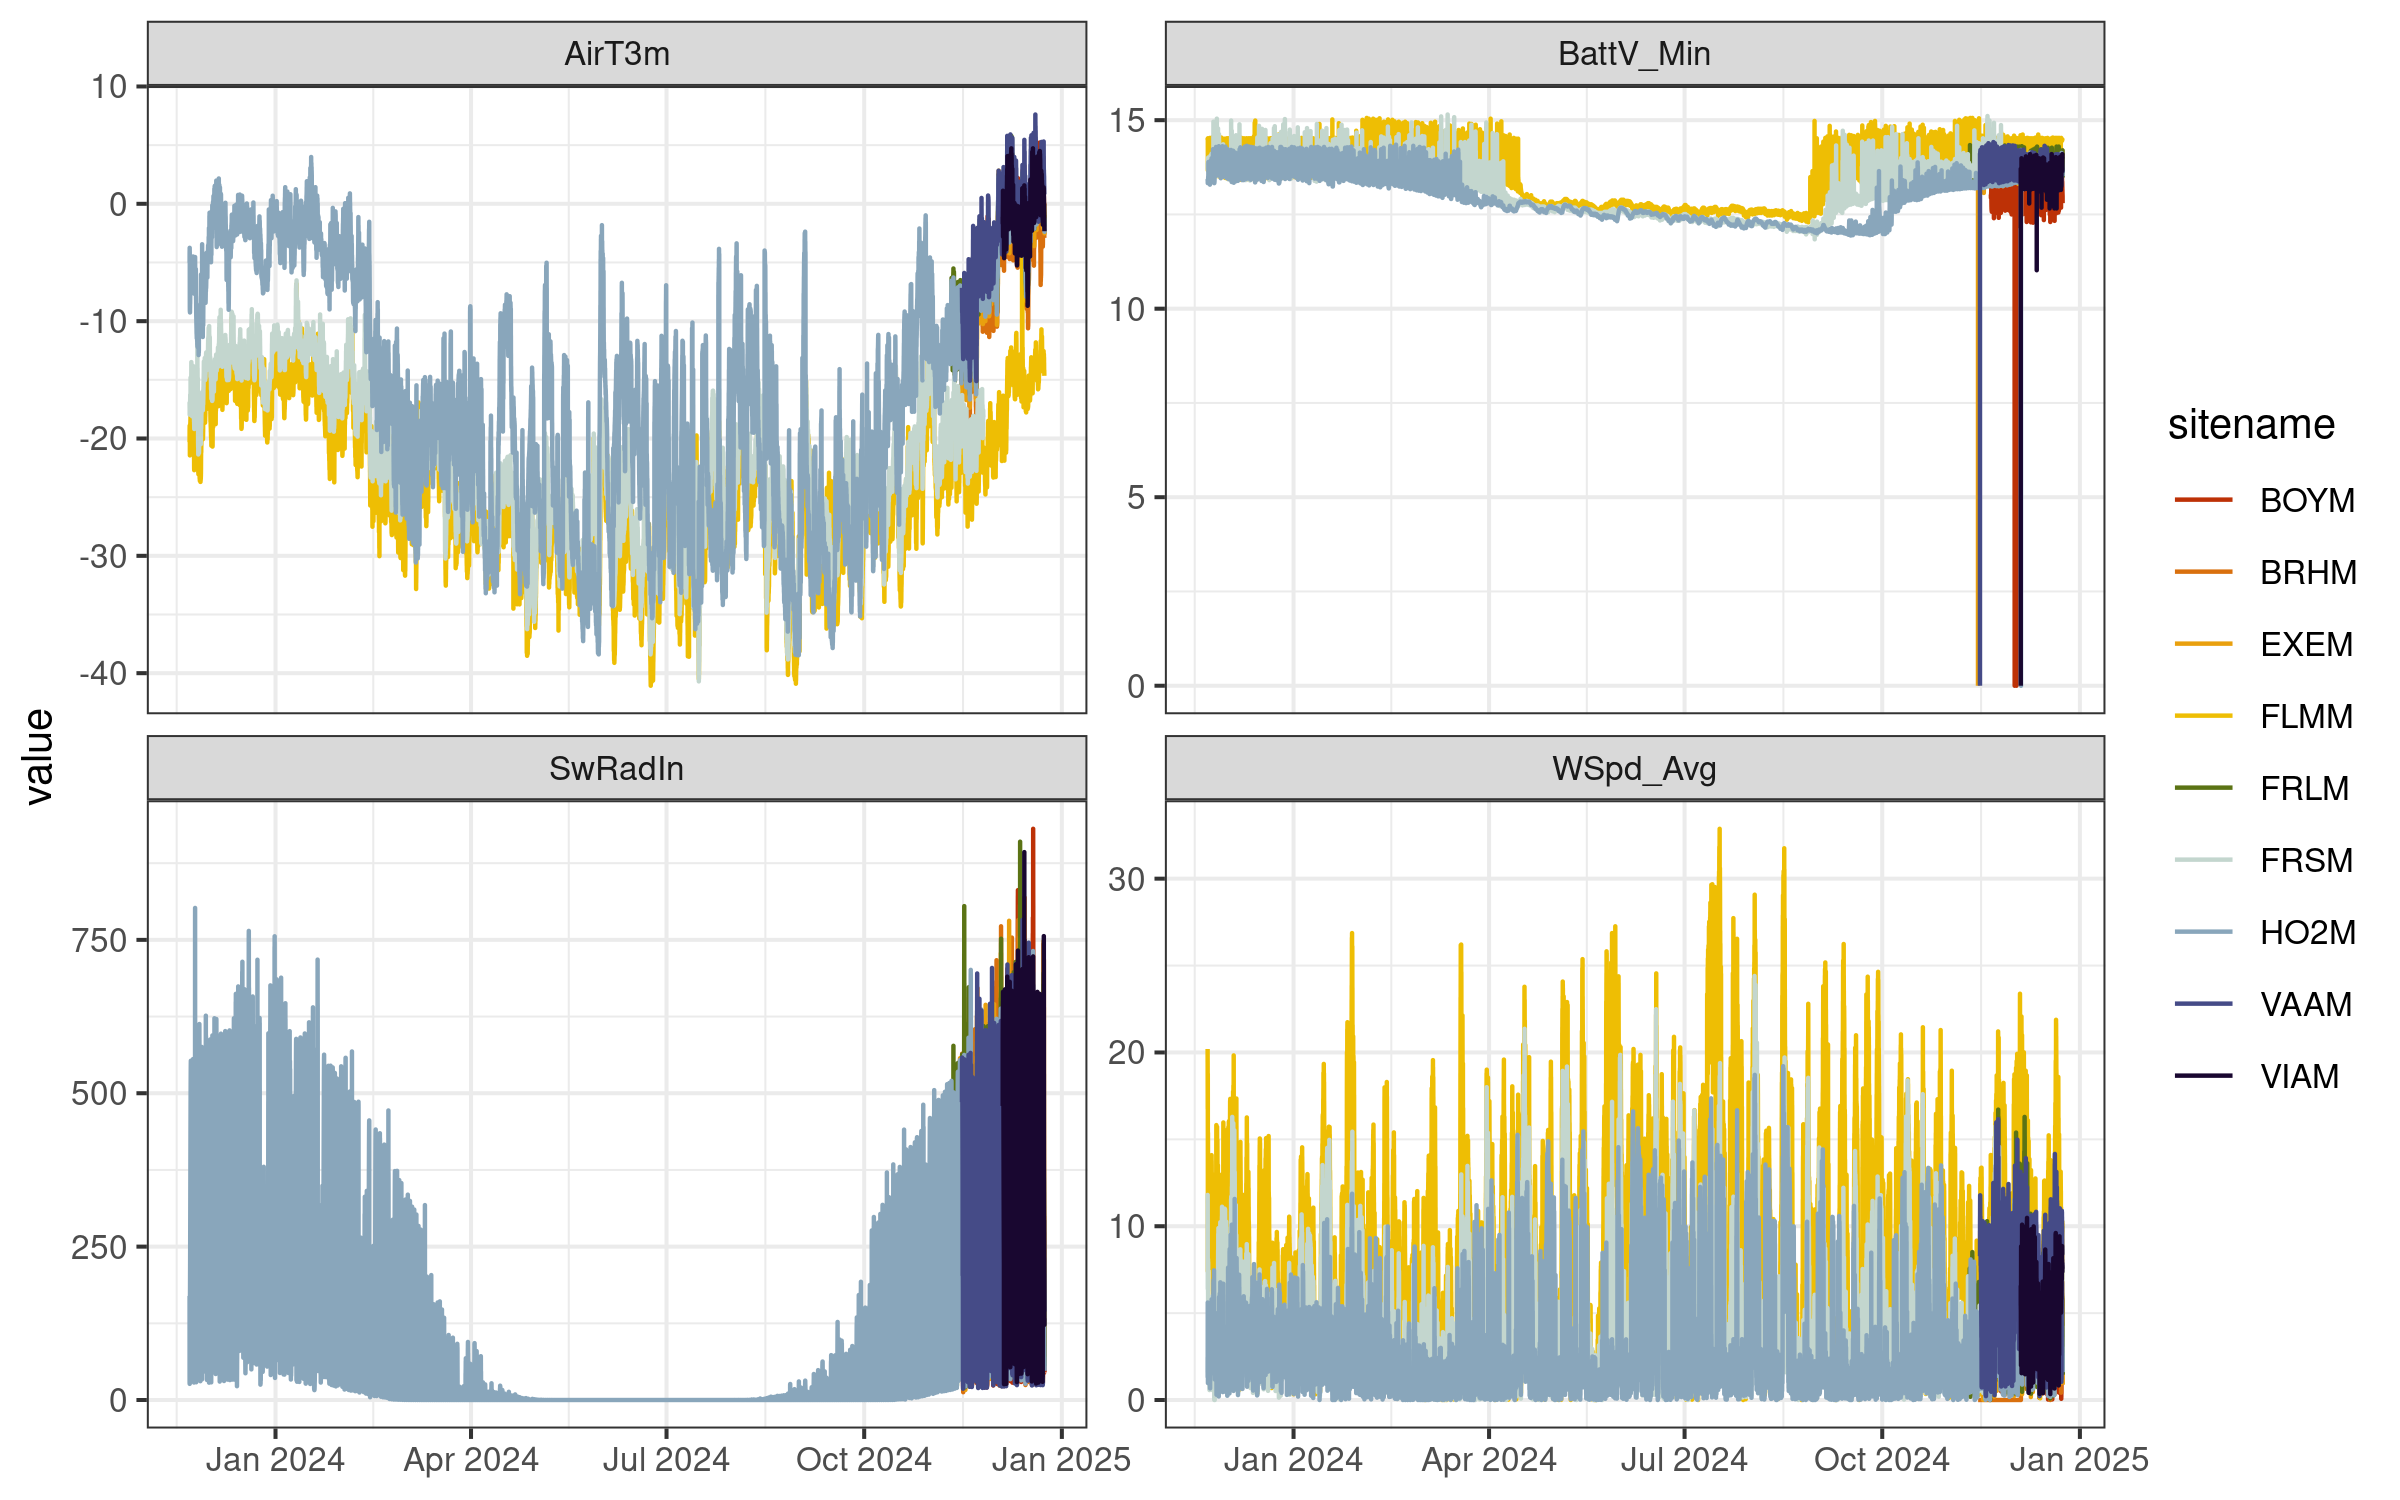 AirT3m
BattV_Min
10
0
-10
-20
-30
-40
15
10
5
0
value
SwRadIn
WSpd_Avg
750
500
250
0
30
20
10
0
Jan 2024 Apr 2024 Jul 2024 Oct 2024 Jan 2025
Jan 2024 Apr 2024 Jul 2024 Oct 2024 Jan 2025
sitename
BOYM
BRHM
EXEM
FLMM
FRLM
FRSM
HO2M
VAAM
VIAM